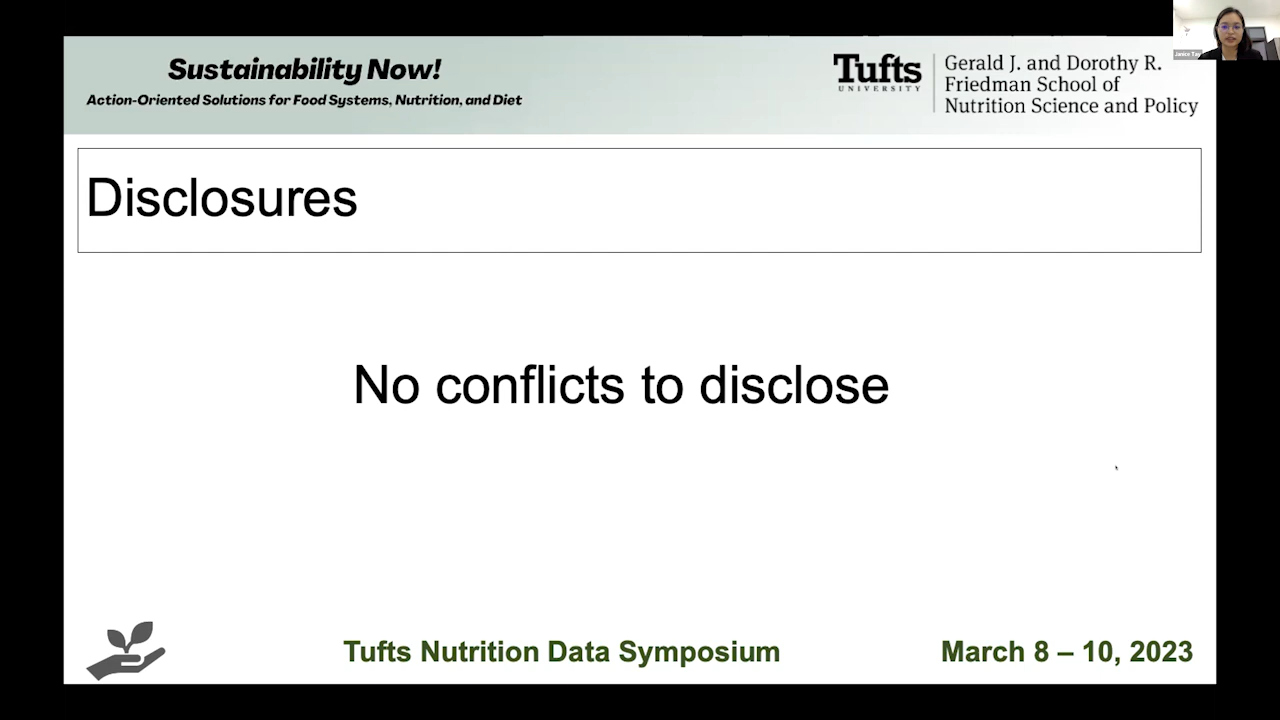 Sustainability Now!
Action-Oriented Solutions for Food Systems, Nutrition, and Diet
Tufts
UNIVERSITY
Gerald J. and Dorothy R.
Friedman School of
Nutrition Science and Policy
Disclosures
No conflicts to disclose
Tufts Nutrition Data Symposium
March 8 – 10, 2023
Janice